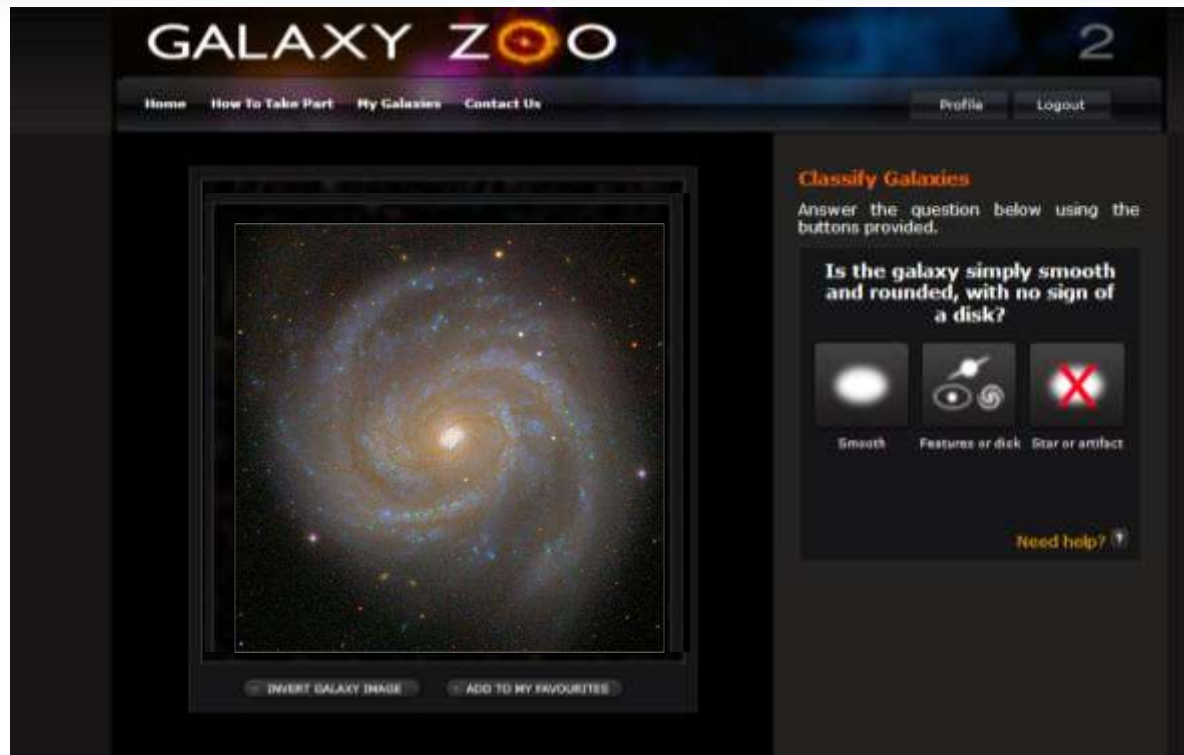 GALAXY ZOO 2
Home How To Take Part My Galaxies Contact Us Profile Logout
Classify Galaxies
Answer the question below using the
buttons provided.
Is the galaxy simply smooth
and rounded, with no sign of
a disk?
Smooth Features or disk Star or artifact
Need help? ?
INVERT GALAXY IMAGE ADD TO MY FAVOURITES